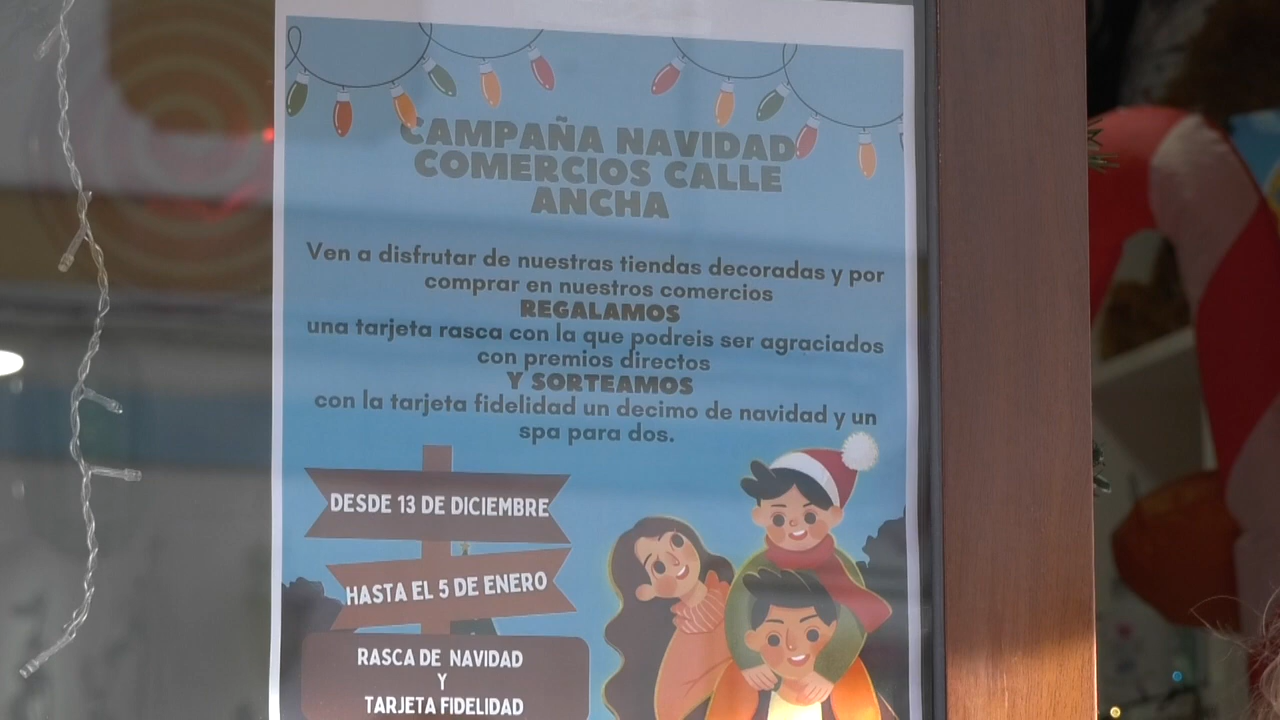 CAMPAÑA NAVIDAD
COMERCIOS CALLE
ANCHA
Ven a disfrutar de nuestras tiendas decoradas y por
comprar en nuestros comercios
REGALAMOS
una tarjeta rasca con la que podreis ser agraciados
con premios directos
Y SORTEAMOS
con la tarjeta fidelidad un decimo de navidad y un
spa para dos.
DESDE 13 DE DICIEMBRE
HASTA EL 5 DE ENERO
RASCA DE NAVIDAD
Y
TARJETA FIDELIDAD